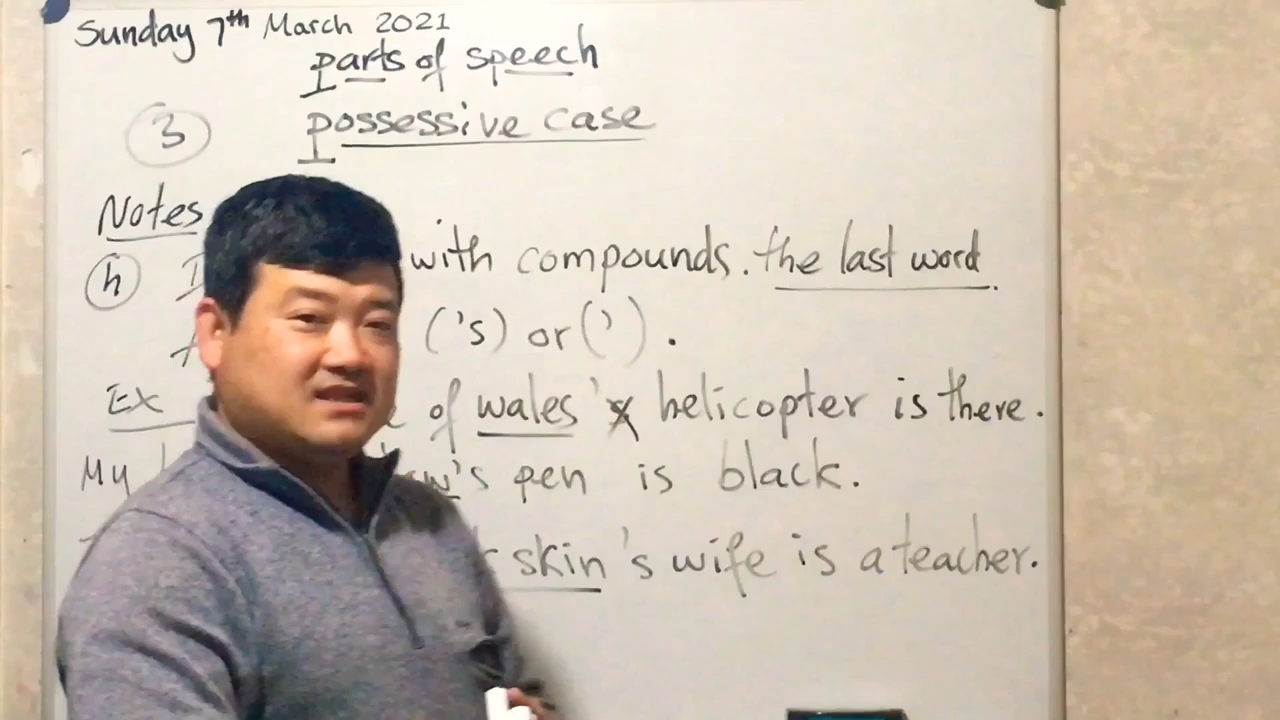 Sunday 7th March 2021
parts of speech
3 possessive case
Notes
h with compounds. the last word
('s) or (').
Ex of wales' helicopter is there.
My 's pen is black.
skin's wife is a teacher.